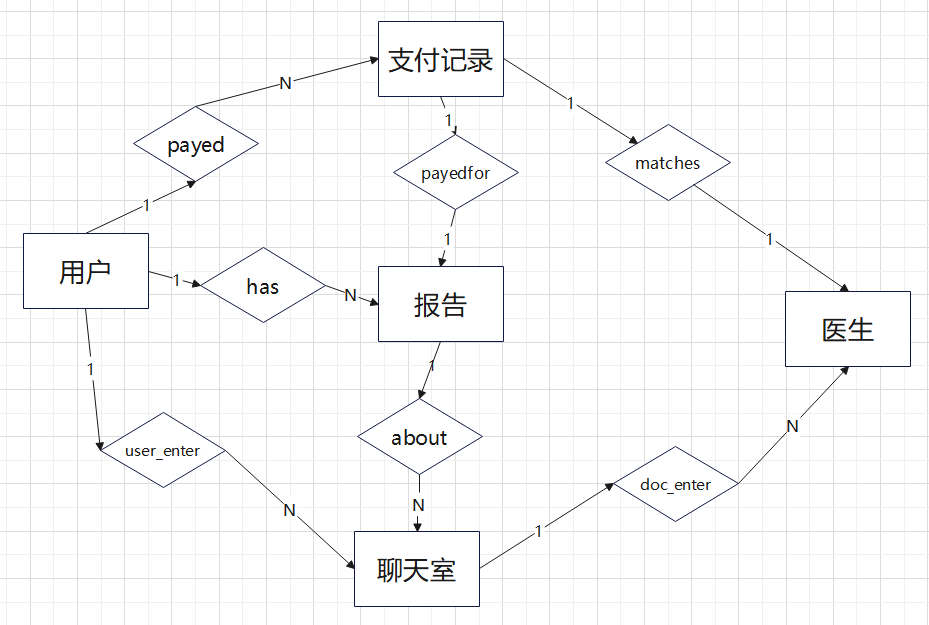 支付记录
N
1
payed
1
payedfor
matches
1
1
1
用户
1
has
N
报告
医生
1
1
N
about
user_enter
doc_enter
N
N
1
聊天室